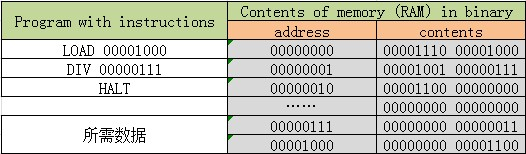 Program with instructions Contents of memory (RAM) in binary
address contents
LOAD 00001000 00000000 00001110 00001000
DIV 00000111 00000001 00001001 00000111
HALT 00000010 00001100 00000000
…… 00000000 00000000
所需数据 00000111 00000000 00000011
00001000 00000000 00001100